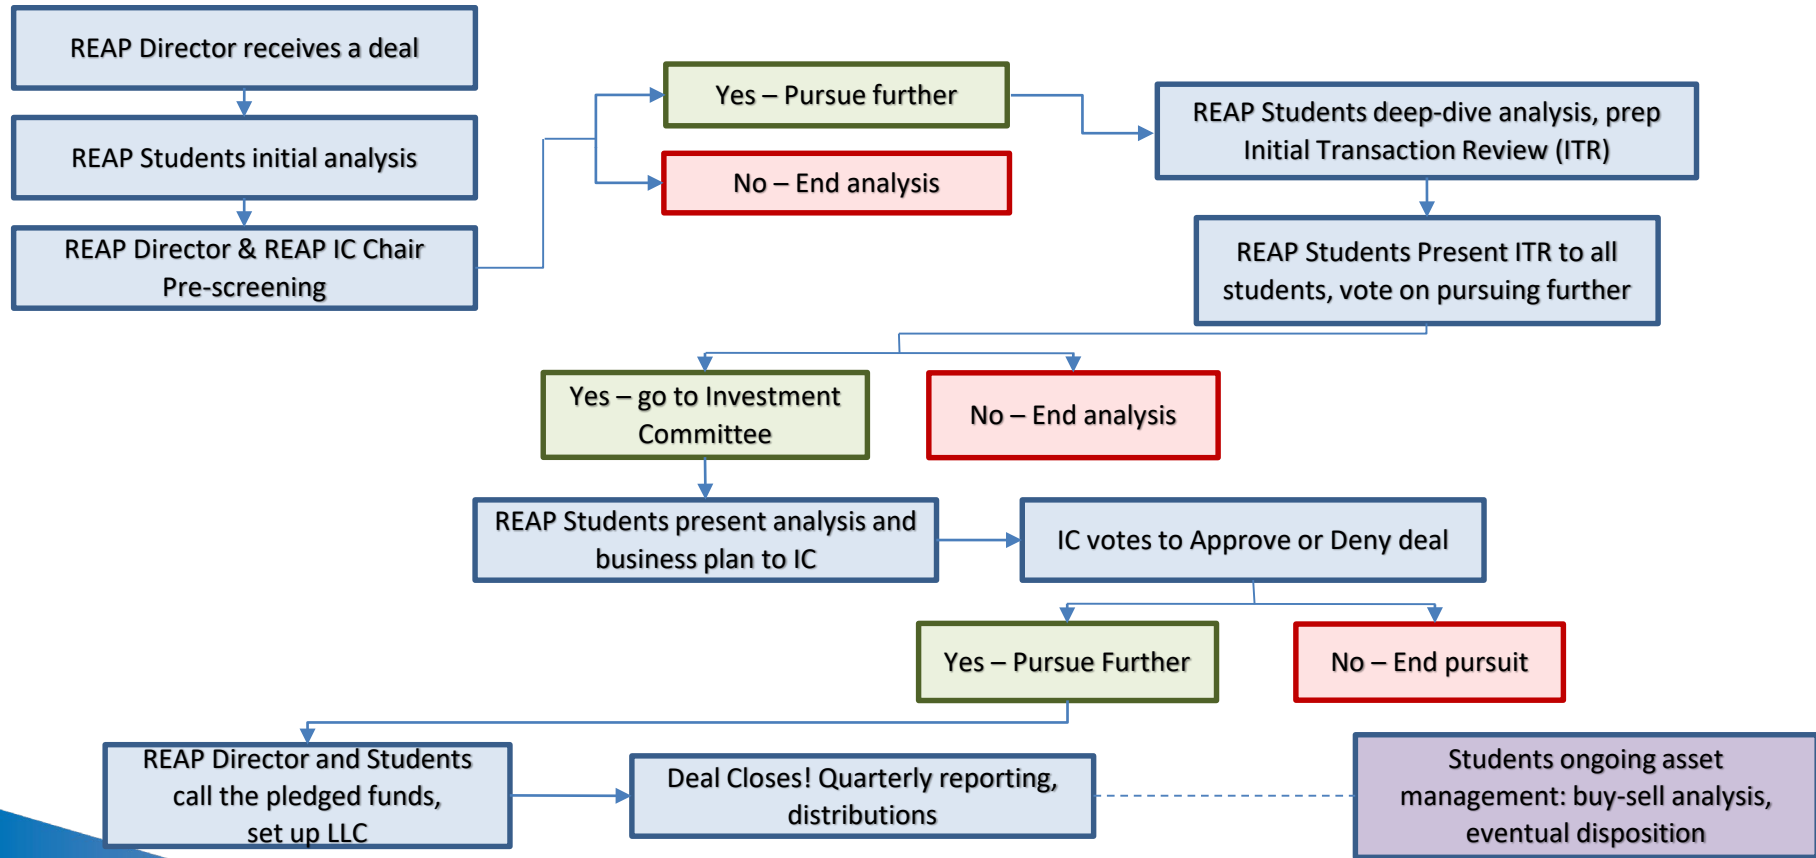 REAP Director receives a deal
REAP Students initial analysis
REAP Director & REAP IC Chair
Pre-screening
Yes – Pursue further
No – End analysis
REAP Students deep-dive analysis, prep
Initial Transaction Review (ITR)
REAP Students Present ITR to all
students, vote on pursuing further
Yes – go to Investment
Committee
No – End analysis
REAP Students present analysis and
business plan to IC
IC votes to Approve or Deny deal
Yes – Pursue Further
No – End pursuit
REAP Director and Students
call the pledged funds,
set up LLC
Deal Closes! Quarterly reporting,
distributions
Students ongoing asset
management: buy-sell analysis,
eventual disposition